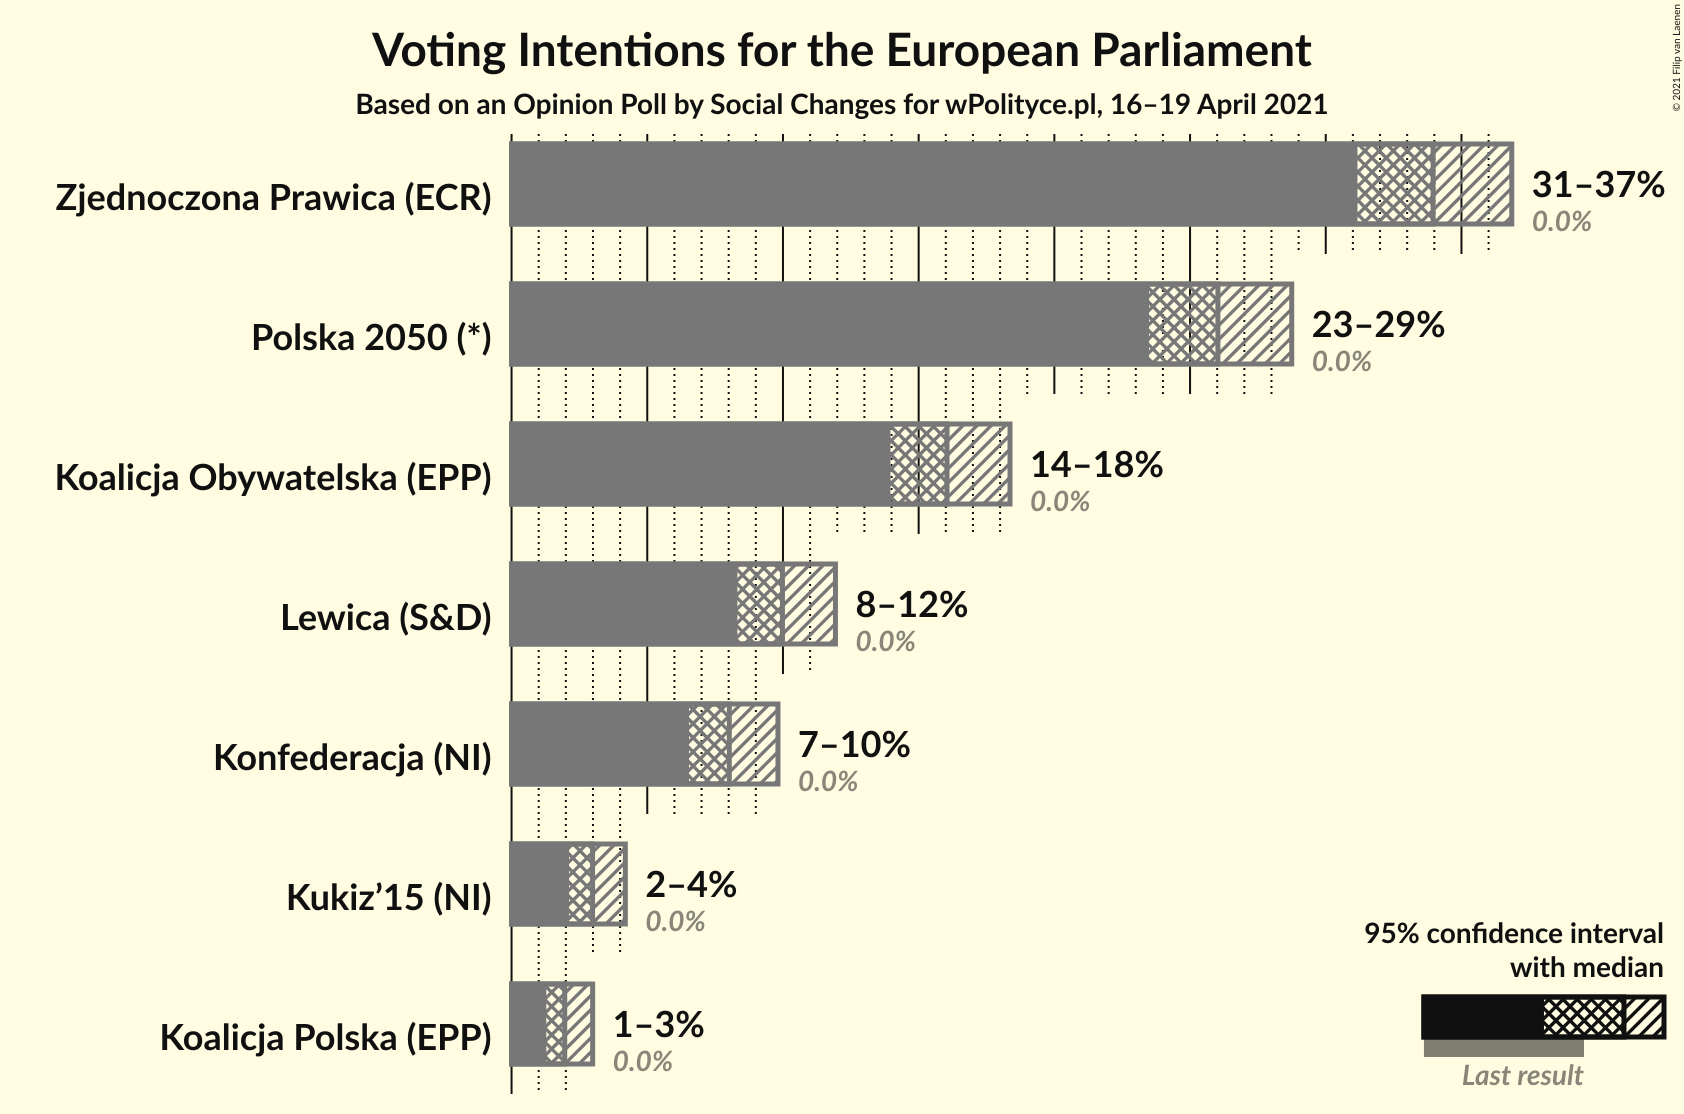 Voting Intentions for the European Parliament
Based on an Opinion Poll by Social Changes for wPolityce.pl, 16–19 April 2021
© 2021 Filip van Laenen
Zjednoczona Prawica (ECR)
31–37%
0.0%
Polska 2050 (*)
23–29%
0.0%
Koalicja Obywatelska (EPP)
14–18%
0.0%
Lewica (S&D)
8–12%
0.0%
Konfederacja (NI)
7–10%
0.0%
Kukiz’15 (NI)
2–4%
0.0%
Koalicja Polska (EPP)
1–3%
0.0%
95% confidence interval
with median
Last result